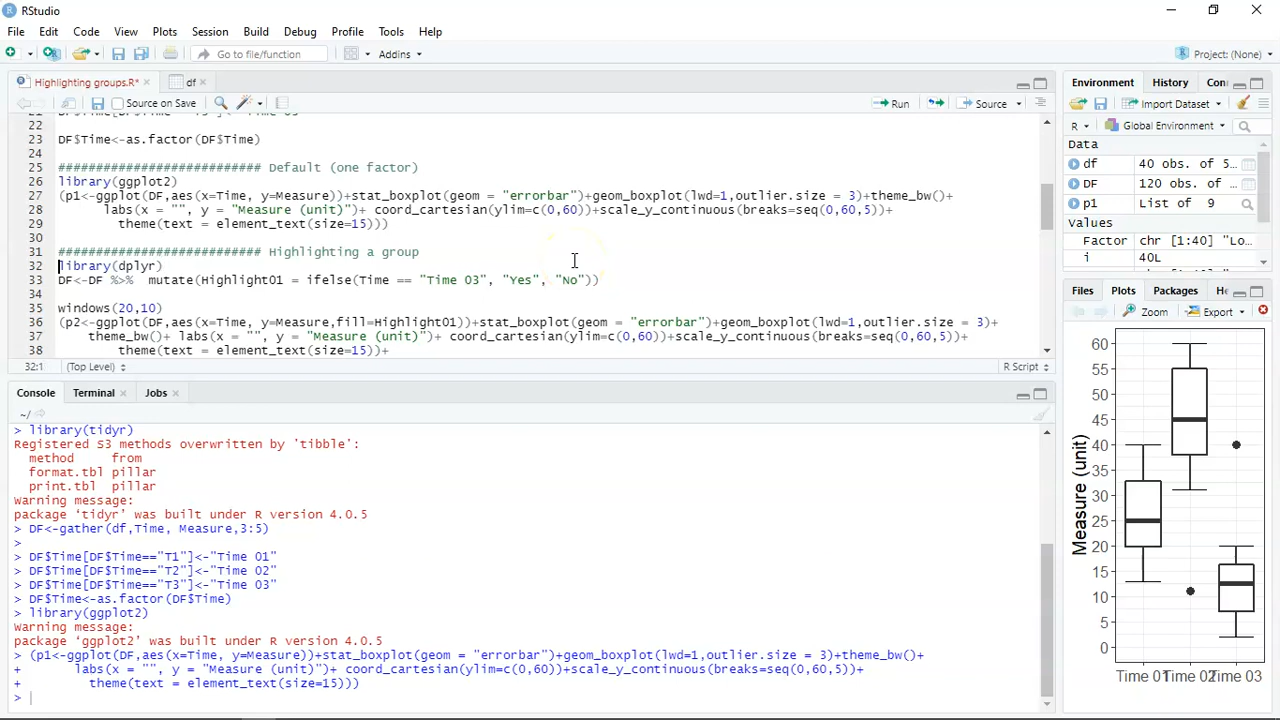 RStudio
File Edit Code View Plots Session Build Debug Profile Tools Help
Go to file/function Addins Project: (None)
Highlighting groups.R* df
Source on Save Run Source
22
23 DF$Time<-as.factor(DF$Time)
24
25 ########################### Default (one factor)
26 library(ggplot2)
27 (p1<-ggplot(DF,aes(x=Time, y=Measure))+stat_boxplot(geom = "errorbar")+geom_boxplot(lwd=1,outlier.size = 3)+theme_bw()+
28 labs(x = "", y = "Measure (unit)")+ coord_cartesian(ylim=c(0,60))+scale_y_continuous(breaks=seq(0,60,5))+
29 theme(text = element_text(size=15)))
30
31 ########################### Highlighting a group
32 library(dplyr)
33 DF<-DF %>%  mutate(Highlight01 = ifelse(Time == "Time 03", "Yes", "No"))
34
35 windows(20,10)
36 (p2<-ggplot(DF,aes(x=Time, y=Measure,fill=Highlight01))+stat_boxplot(geom = "errorbar")+geom_boxplot(lwd=1,outlier.size = 3)+
37 theme_bw()+ labs(x = "", y = "Measure (unit)")+ coord_cartesian(ylim=c(0,60))+scale_y_continuous(breaks=seq(0,60,5))+
38 theme(text = element_text(size=15))+
32:1 (Top Level) R Script
Console Terminal Jobs
~/
> library(tidyr)
Registered S3 methods overwritten by 'tibble':
method from
format.tbl pillar
print.tbl pillar
Warning message:
package ‘tidyr’ was built under R version 4.0.5
> DF<-gather(df,Time, Measure,3:5)
>
> DF$Time[DF$Time=="T1"]<-"Time 01"
> DF$Time[DF$Time=="T2"]<-"Time 02"
> DF$Time[DF$Time=="T3"]<-"Time 03"
> DF$Time<-as.factor(DF$Time)
> library(ggplot2)
Warning message:
package ‘ggplot2’ was built under R version 4.0.5
> (p1<-ggplot(DF,aes(x=Time, y=Measure))+stat_boxplot(geom = "errorbar")+geom_boxplot(lwd=1,outlier.size = 3)+theme_bw()+
+ labs(x = "", y = "Measure (unit)")+ coord_cartesian(ylim=c(0,60))+scale_y_continuous(breaks=seq(0,60,5))+
+ theme(text = element_text(size=15)))
>
Environment History Con
Import Dataset
R Global Environment
Data
df 40 obs. of 5…
DF 120 obs. of …
p1 List of 9
Values
Factor chr [1:40] "Lo…
i 40L
Files Plots Packages He
Zoom Export
Measure (unit)
60
55
50
45
40
35
30
25
20
15
10
5
0
Time 01 Time 02 Time 03